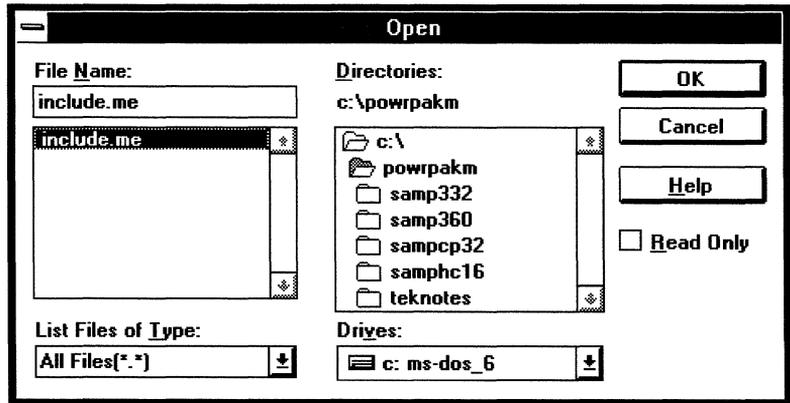 Open
File Name:
include.me
include.me
List Files of Type:
All Files(*.*)
Directories:
c:\powrpakm
c:\
powrpakm
samp332
samp360
sampcp32
samphc16
teknotes
Drives:
c: ms-dos_6
OK
Cancel
Help
Read Only